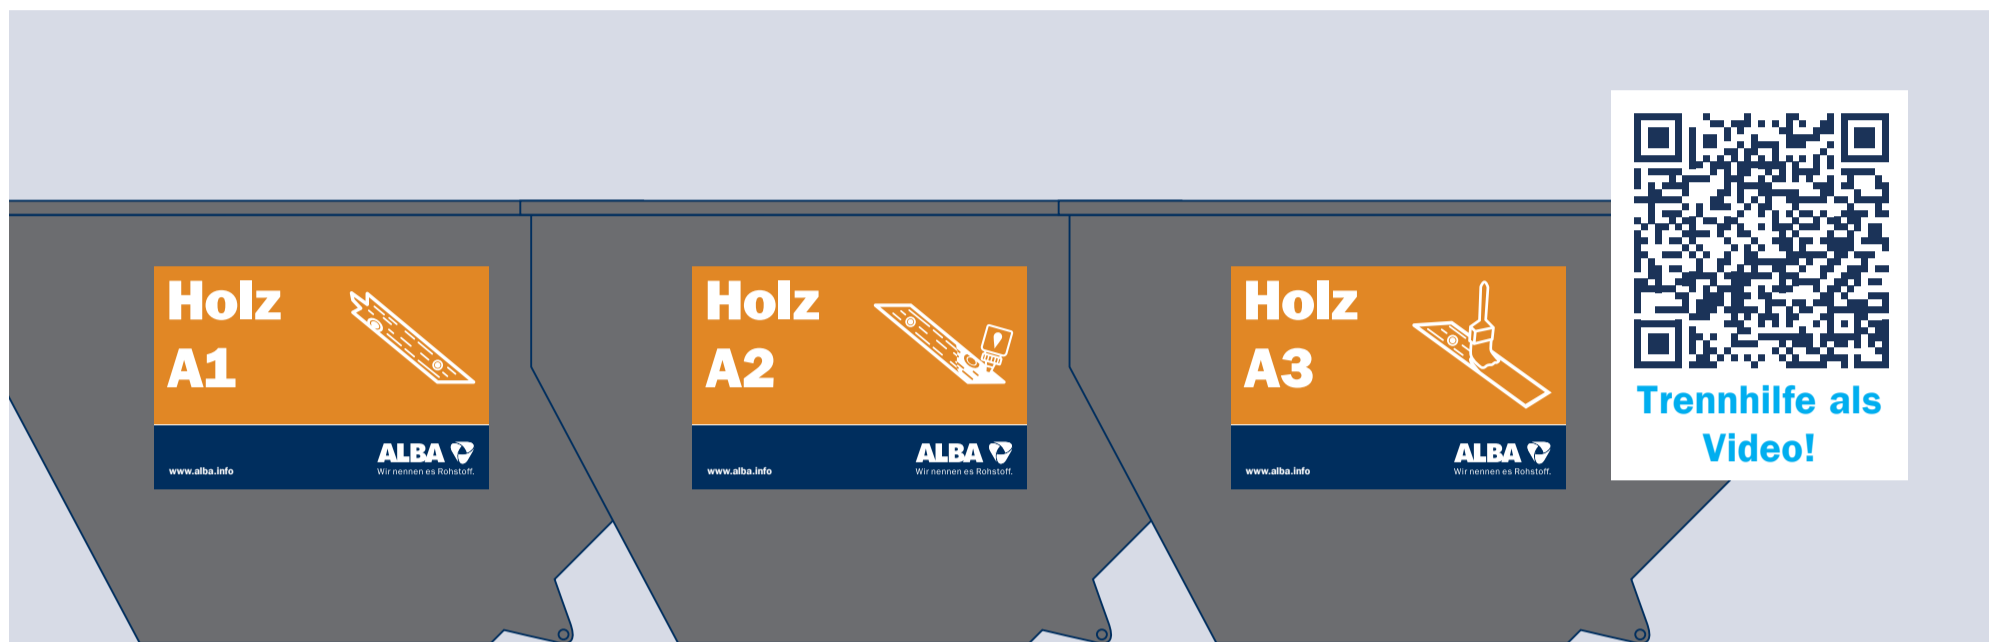 Holz
A1
www.alba.info
ALBA
Wir nennen es Rohstoff.
Holz
A2
www.alba.info
ALBA
Wir nennen es Rohstoff.
Holz
A3
www.alba.info
ALBA
Wir nennen es Rohstoff.
Trennhilfe als
Video!